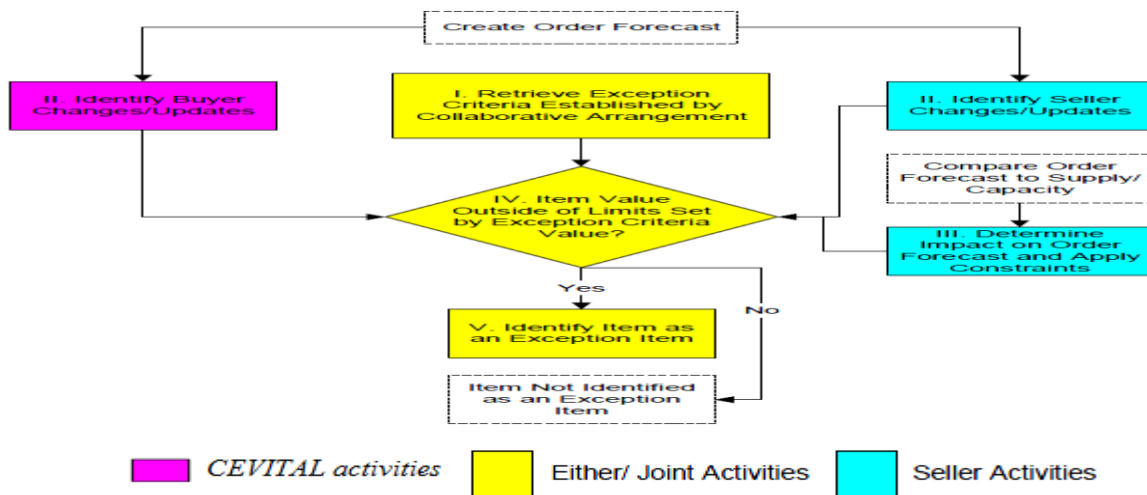 Create Order Forecast
II. Identify Buyer
Changes/Updates
I. Retrieve Exception
Criteria Established by
Collaborative Arrangement
II. Identify Seller
Changes/Updates
Compare Order
Forecast to Supply/
Capacity
IV. Item Value
Outside of Limits Set
by Exception Criteria
Value?
III. Determine
Impact on Order
Forecast and Apply
Constraints
Yes
No
V. Identify Item as
an Exception Item
Item Not Identified
as an Exception
Item
CEVITAL activities
Either/ Joint Activities
Seller Activities